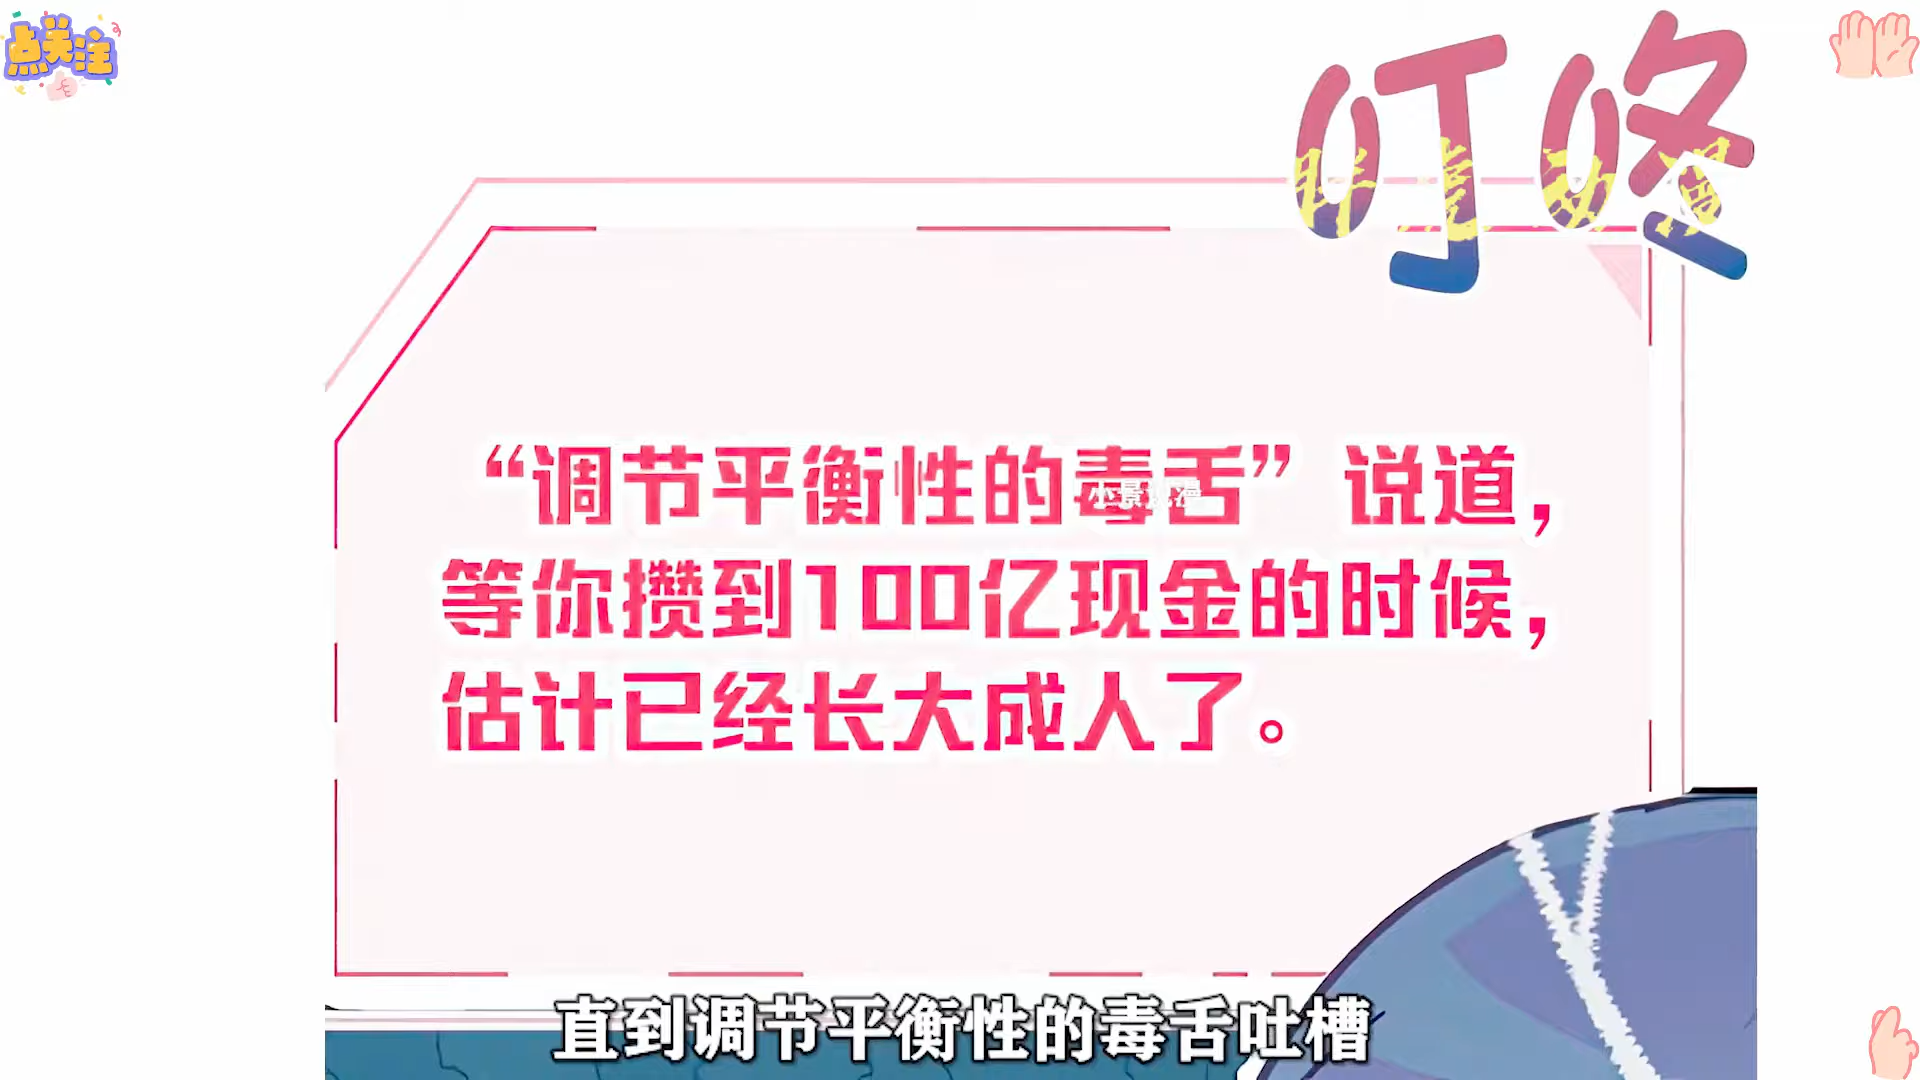 点关注
叮咚
“调节平衡性的毒舌”说道，
等你攒到100亿现金的时候，
估计已经长大成人了。
直到调节平衡性的毒舌吐槽